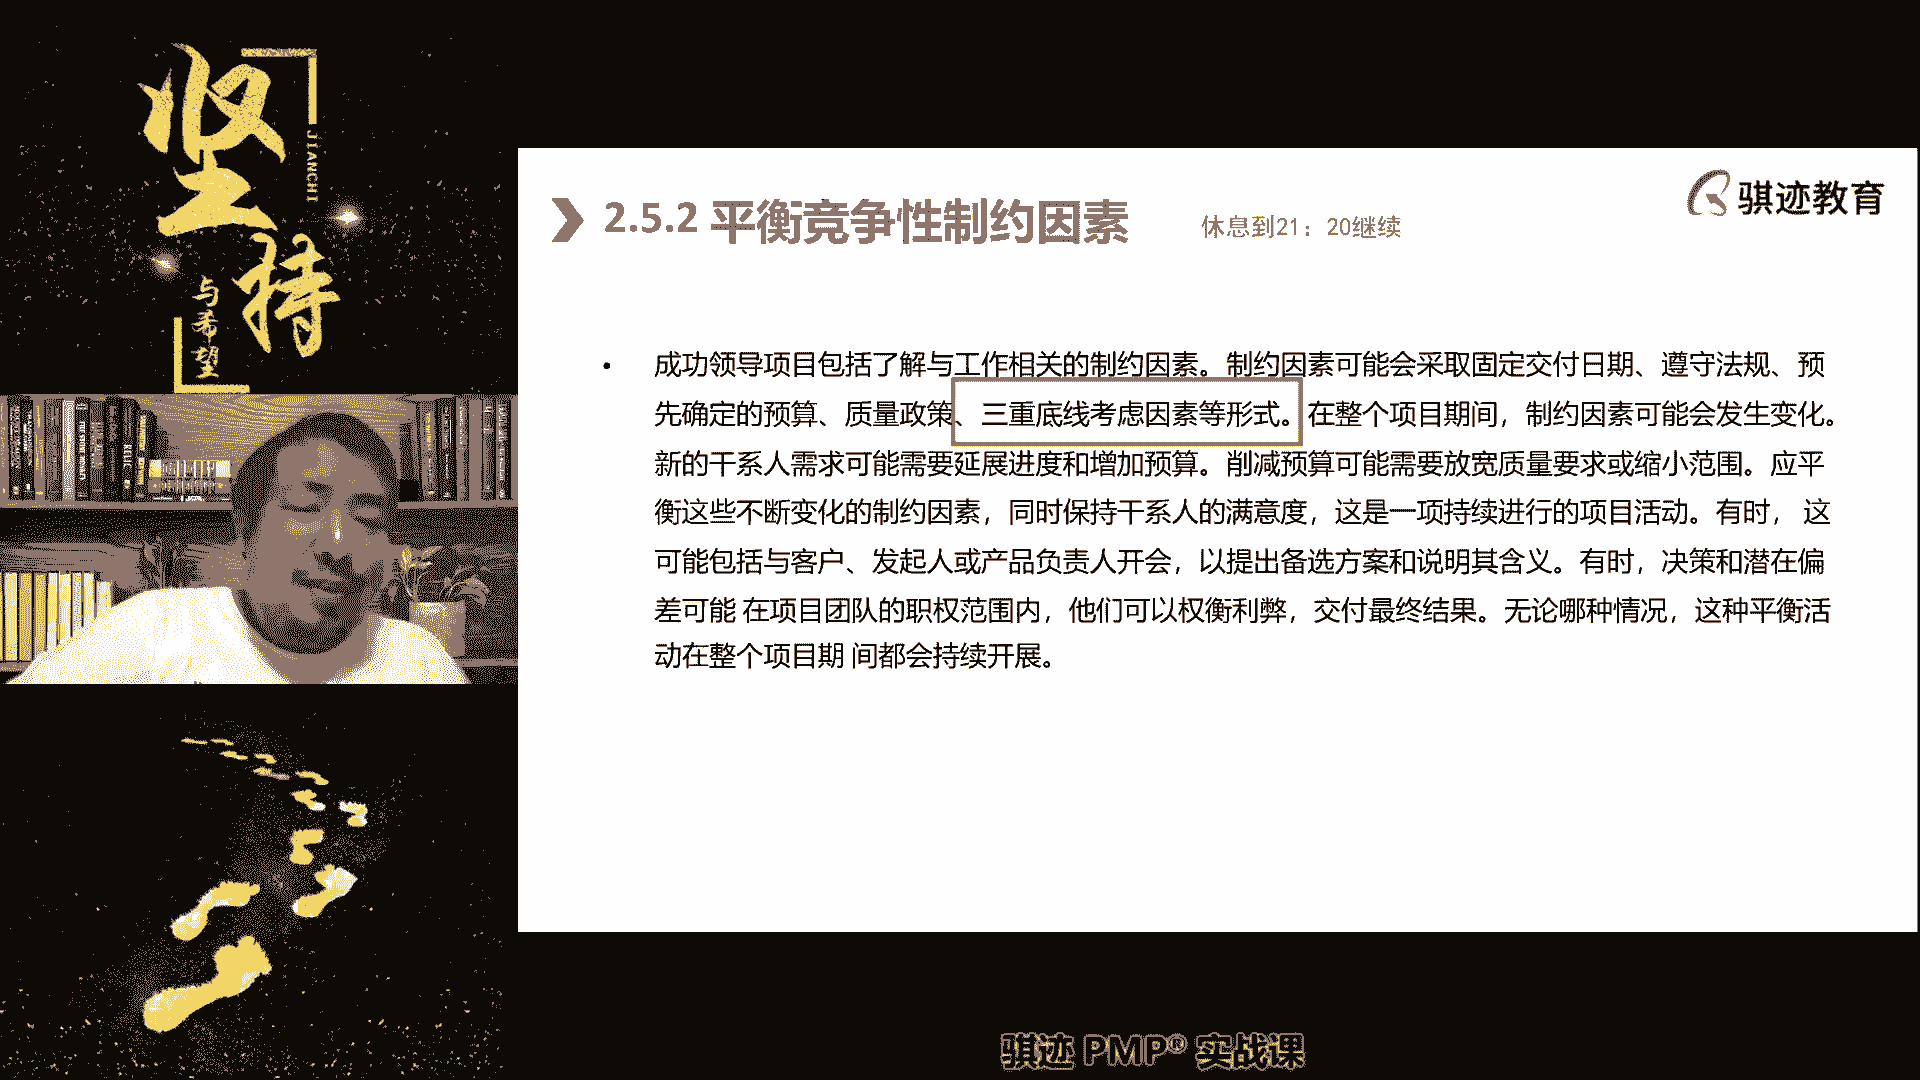 坚持
JIANCHI
与希望
骐迹教育
2.5.2 平衡竞争性制约因素
休息到21：20继续
• 成功领导项目包括了解与工作相关的制约因素。制约因素可能会采取固定交付日期、遵守法规、预
先确定的预算、质量政策、三重底线考虑因素等形式。在整个项目期间，制约因素可能会发生变化。
新的干系人需求可能需要延展进度和增加预算。削减预算可能需要放宽质量要求或缩小范围。应平
衡这些不断变化的制约因素，同时保持干系人的满意度，这是一项持续进行的项目活动。有时， 这
可能包括与客户、发起人或产品负责人开会，以提出备选方案和说明其含义。有时，决策和潜在偏
差可能 在项目团队的职权范围内，他们可以权衡利弊，交付最终结果。无论哪种情况，这种平衡活
动在整个项目期 间都会持续开展。
骐迹 PMP® 实战课